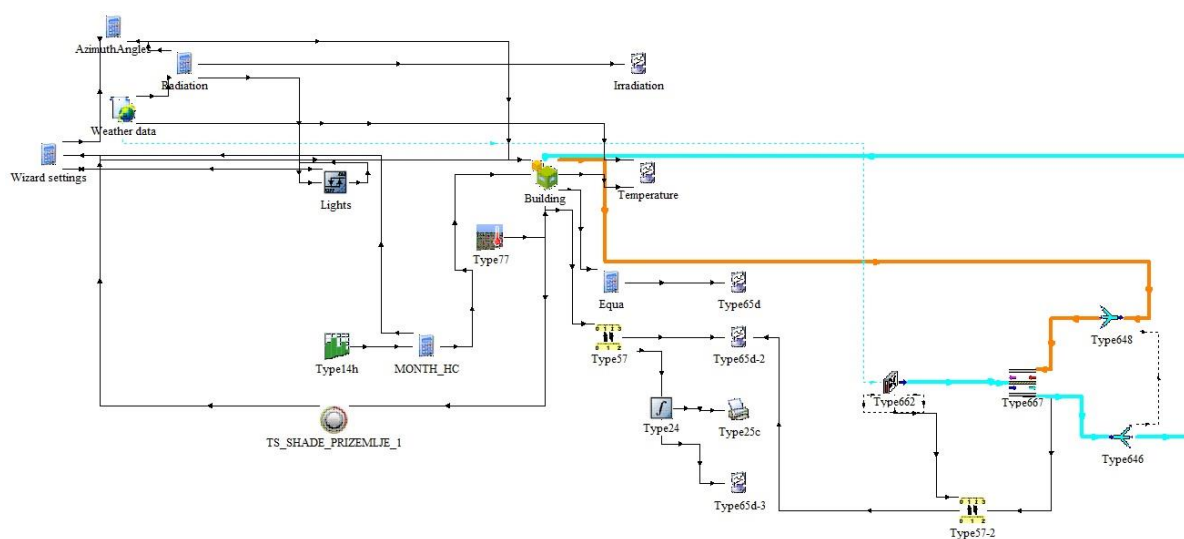 AzimuthAngles
Radiation
Irradiation
Weather data
Wizard settings
Lights
Building
Temperature
Type77
Equa
Type65d
Type14h
MONTH_HC
Type57
Type65d-2
Type648
Type662
Type667
TS_SHADE_PRIZEMLJE_1
Type24
Type25c
Type646
Type65d-3
Type57-2